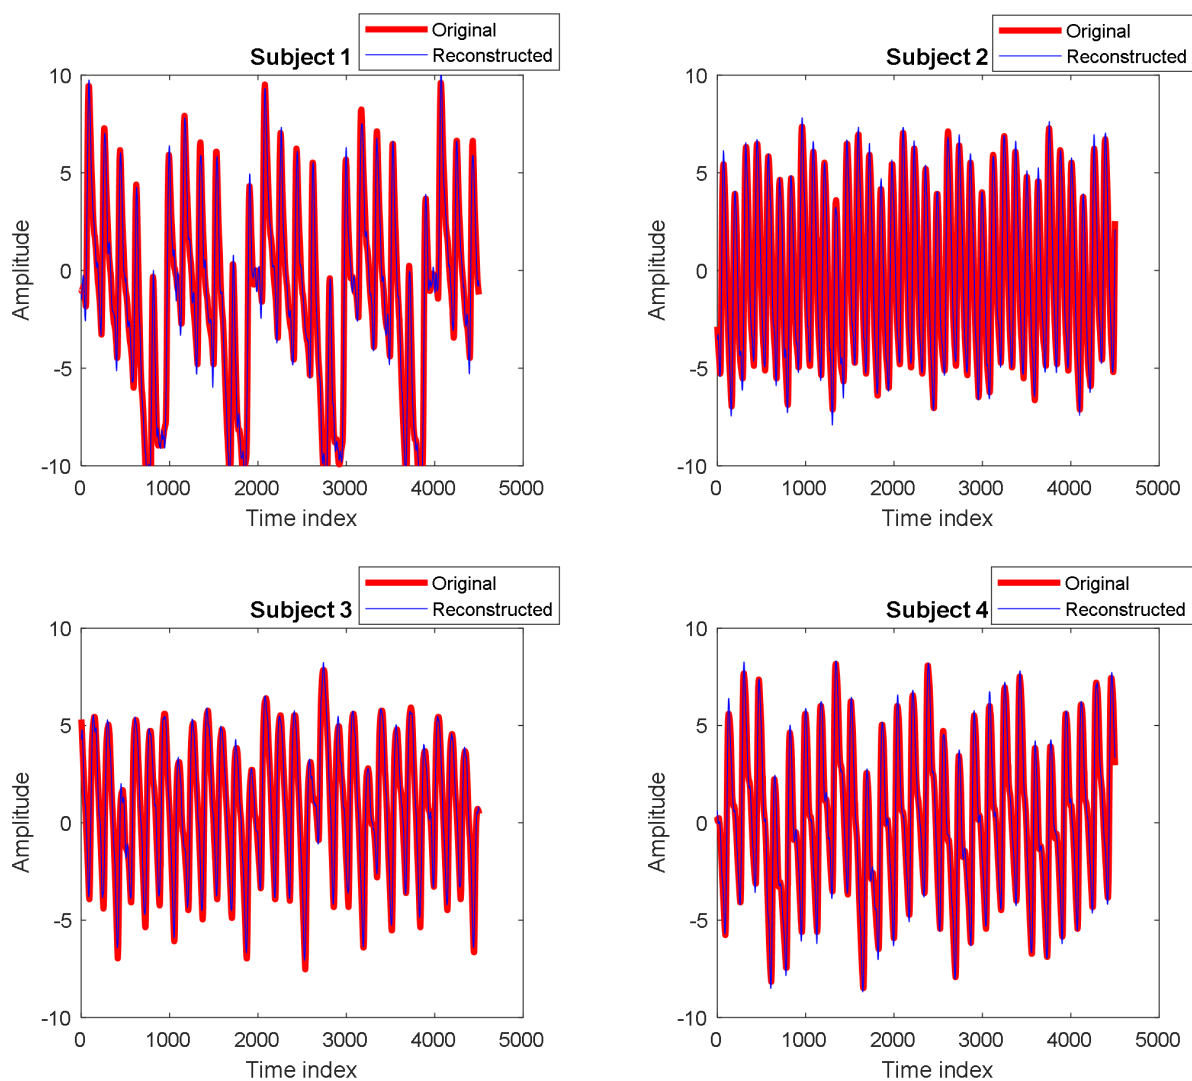 Original
Reconstructed
Subject 1
10
5
0
-5
-10
Amplitude
0 1000 2000 3000 4000 5000
Time index
Original
Reconstructed
Subject 2
10
5
0
-5
-10
Amplitude
0 1000 2000 3000 4000 5000
Time index
Original
Reconstructed
Subject 3
10
5
0
-5
-10
Amplitude
0 1000 2000 3000 4000 5000
Time index
Original
Reconstructed
Subject 4
10
5
0
-5
-10
Amplitude
0 1000 2000 3000 4000 5000
Time index